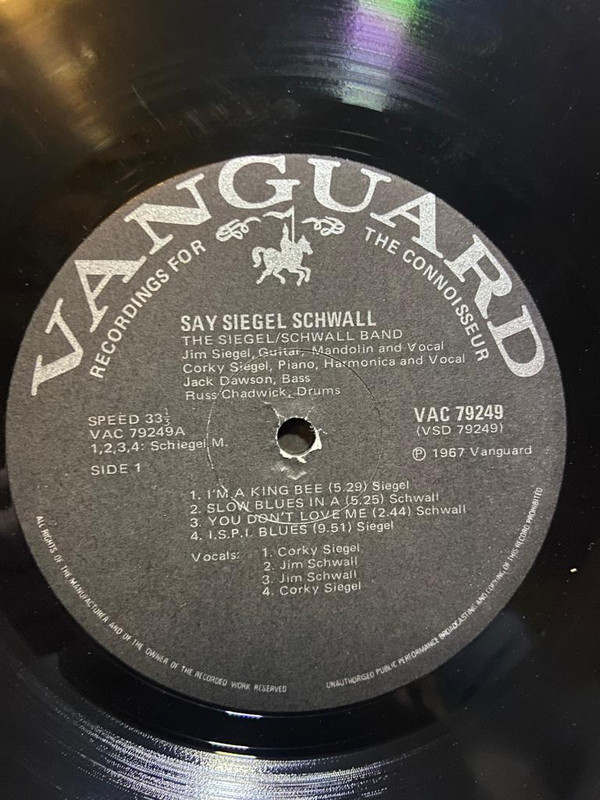 VANGUARD
RECORDINGS FOR THE CONNOISSEUR
SAY SIEGEL SCHWALL
THE SIEGEL/SCHWALL BAND
Jim Siegel, Guitar, Mandolin and Vocal
Corky Siegel, Piano, Harmonica and Vocal
Jack Dawson, Bass
Russ Chadwick, Drums
SPEED 33⅓
VAC 79249A
1,2,3,4: Schiegel M.
SIDE 1
VAC 79249
(VSD 79249)
℗ 1967 Vanguard
1. I'M A KING BEE (5.29) Siegel
2. SLOW BLUES IN A (5.25) Schwall
3. YOU DON'T LOVE ME (2.44) Schwall
4. I.S.P.I. BLUES (9.51) Siegel
Vocals: 1. Corky Siegel
2. Jim Schwall
3. Jim Schwall
4. Corky Siegel
ALL RIGHTS OF THE MANUFACTURER AND OF THE OWNER OF THE RECORDED WORK RESERVED
UNAUTHORISED PUBLIC PERFORMANCE BROADCASTING AND COPYING OF THIS RECORD PROHIBITED